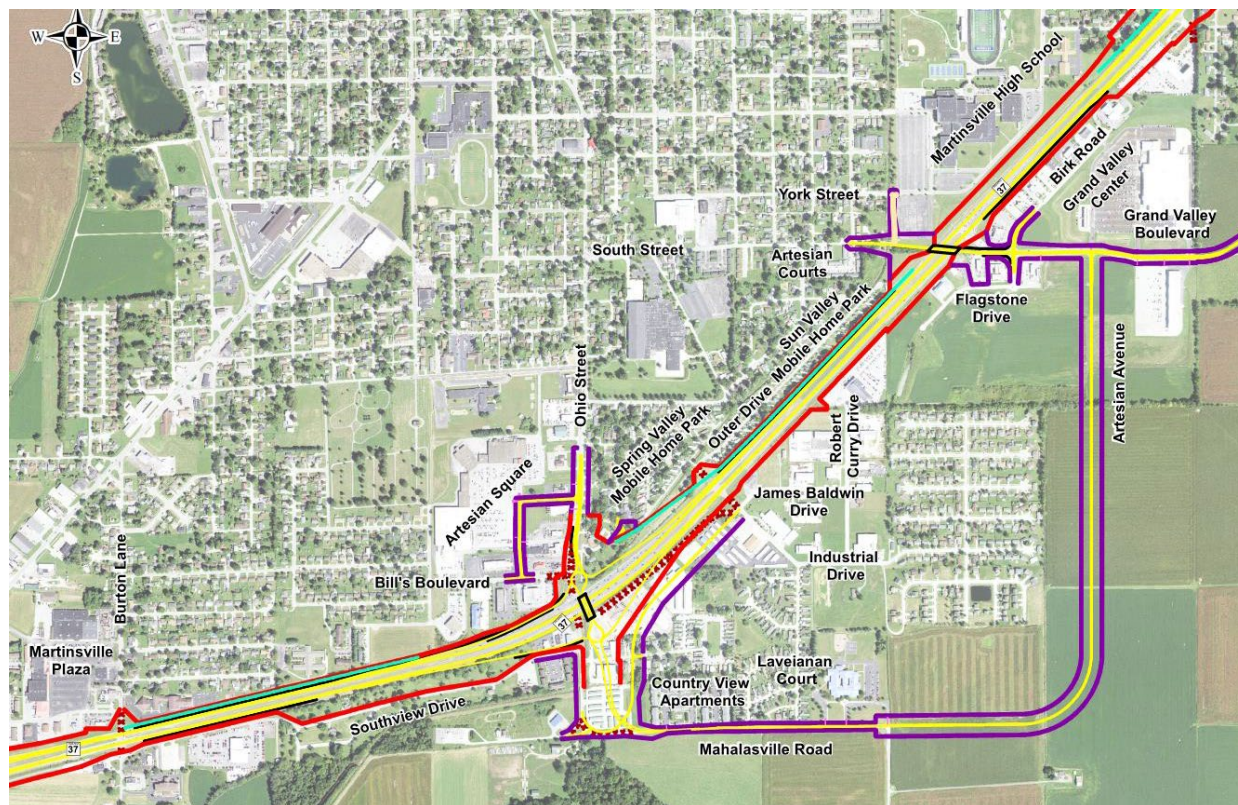 W
E
S
Martinsville High School
37
Birk Road
Grand Valley
Center
York Street
Grand Valley
Boulevard
South Street
Artesian
Courts
Flagstone
Drive
Sun Valley
Mobile Home Park
Outer Drive
Ohio Street
Artesian Avenue
Spring Valley
Mobile Home Park
Robert
Curry Drive
Artesian Square
James Baldwin
Drive
Industrial
Drive
Bill's Boulevard
Burton Lane
37
Martinsville
Plaza
Laveianan
Court
Country View
Apartments
Southview Drive
37
Mahalasville Road